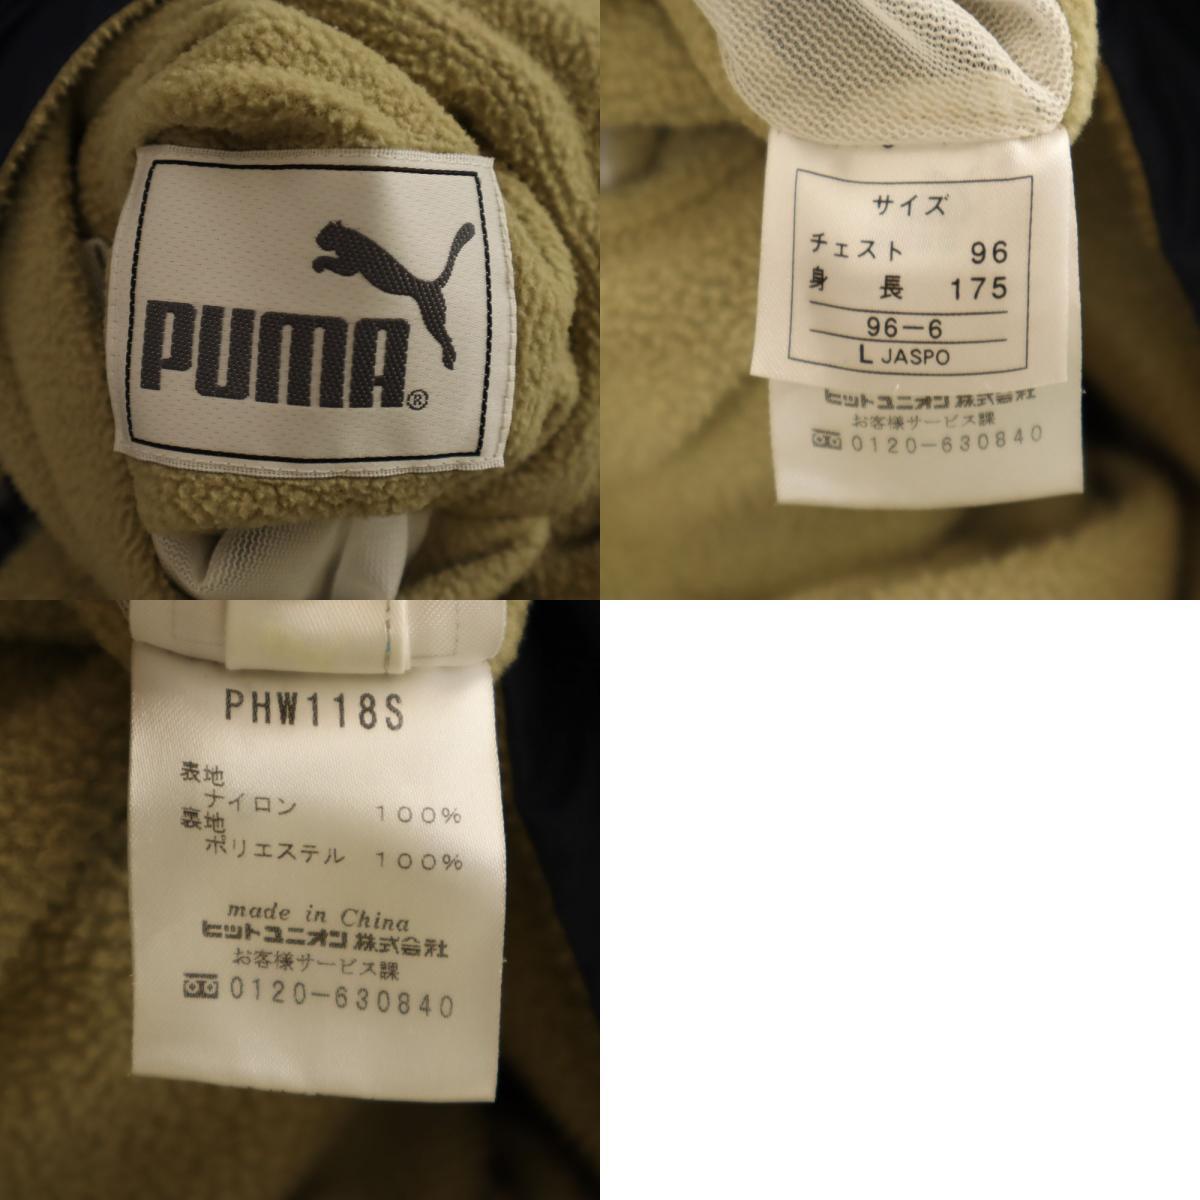 PUMA®
サイズ
チェスト 96
身長 175
96-6
L JASPO
ヒットユニオン株式会社
お客様サービス課
0120-630840
PHW118S
表地
ナイロン 100%
裏地
ポリエステル 100%
made in China
ヒットユニオン株式会社
お客様サービス課
0120-630840